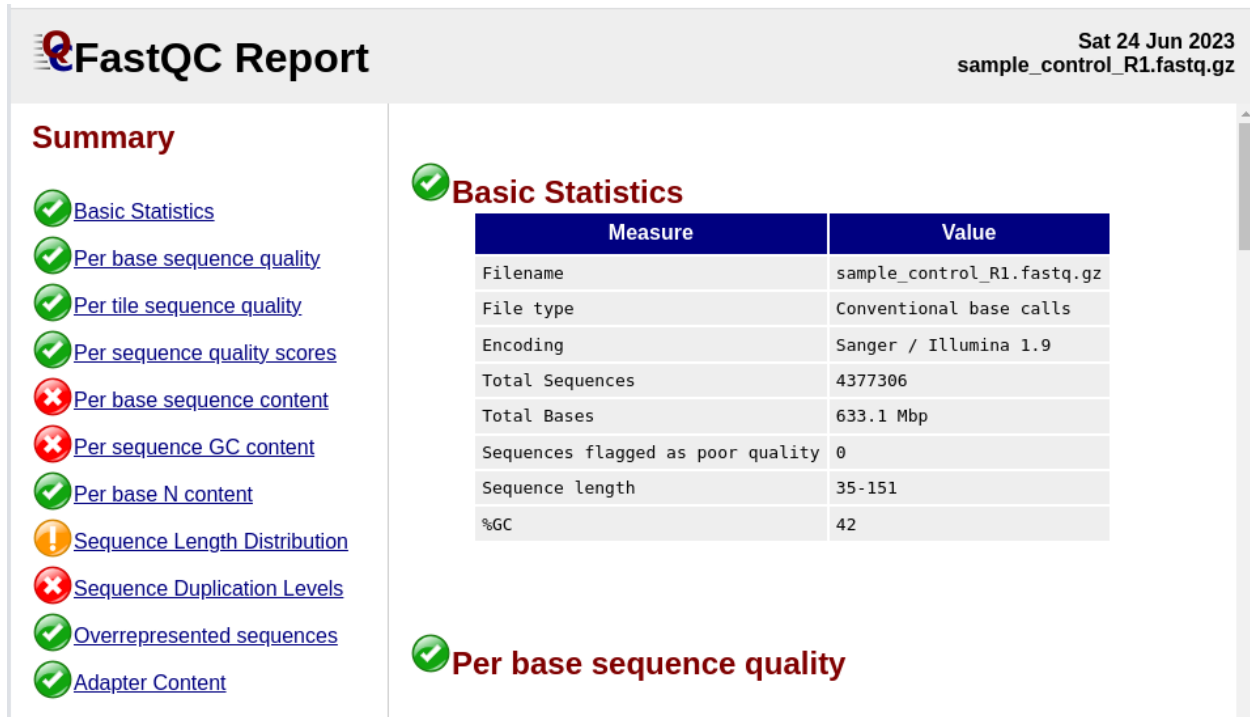 FastQC Report
Sat 24 Jun 2023
sample_control_R1.fastq.gz
Summary
Basic Statistics
Per base sequence quality
Per tile sequence quality
Per sequence quality scores
Per base sequence content
Per sequence GC content
Per base N content
Sequence Length Distribution
Sequence Duplication Levels
Overrepresented sequences
Adapter Content
Basic Statistics
Measure Value
Filename sample_control_R1.fastq.gz
File type Conventional base calls
Encoding Sanger / Illumina 1.9
Total Sequences 4377306
Total Bases 633.1 Mbp
Sequences flagged as poor quality 0
Sequence length 35-151
%GC 42
Per base sequence quality